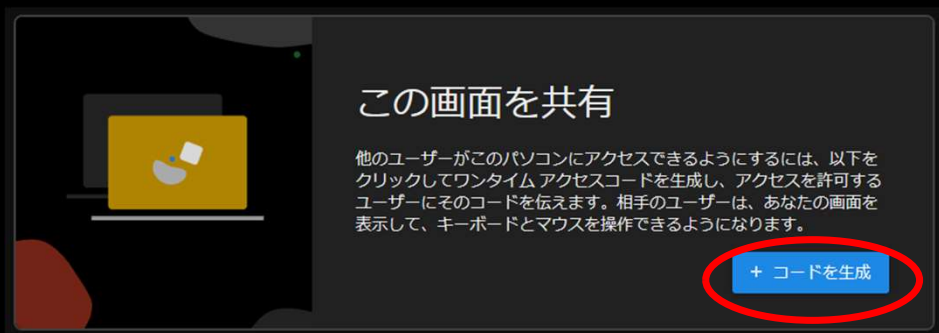 この画面を共有
他のユーザーがこのパソコンにアクセスできるようにするには、以下を
クリックしてワンタイム アクセスコードを生成し、アクセスを許可する
ユーザーにそのコードを伝えます。相手のユーザーは、あなたの画面を
表示して、キーボードとマウスを操作できるようになります。
+ コードを生成